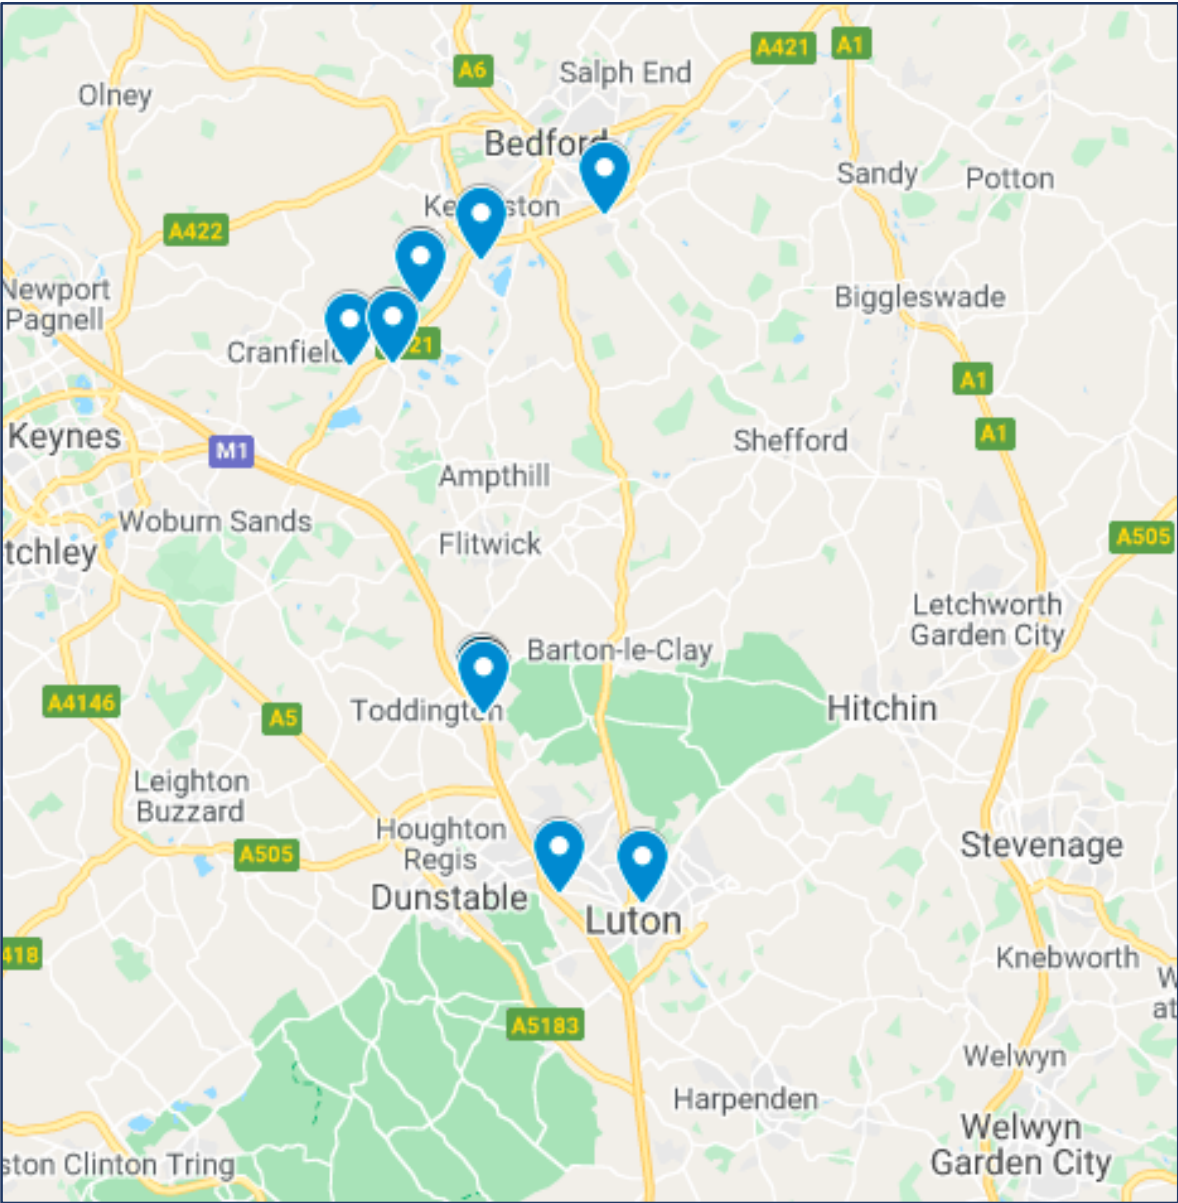 A421
A1
A6
Salph End
Olney
Bedford
Sandy
Potton
A422
Newport
Pagnell
Biggleswade
Cranfield
21
A1
A1
Keynes
M1
Shefford
Ampthill
Woburn Sands
Flitwick
tchley
A505
Letchworth
Garden City
Barton-le-Clay
A4146
A5
Toddington
Hitchin
Leighton
Buzzard
Houghton
Regis
A505
Stevenage
Dunstable
Luton
418
Knebworth
W
at
A5183
Welwyn
Harpenden
Welwyn
Garden City
ston Clinton
Tring